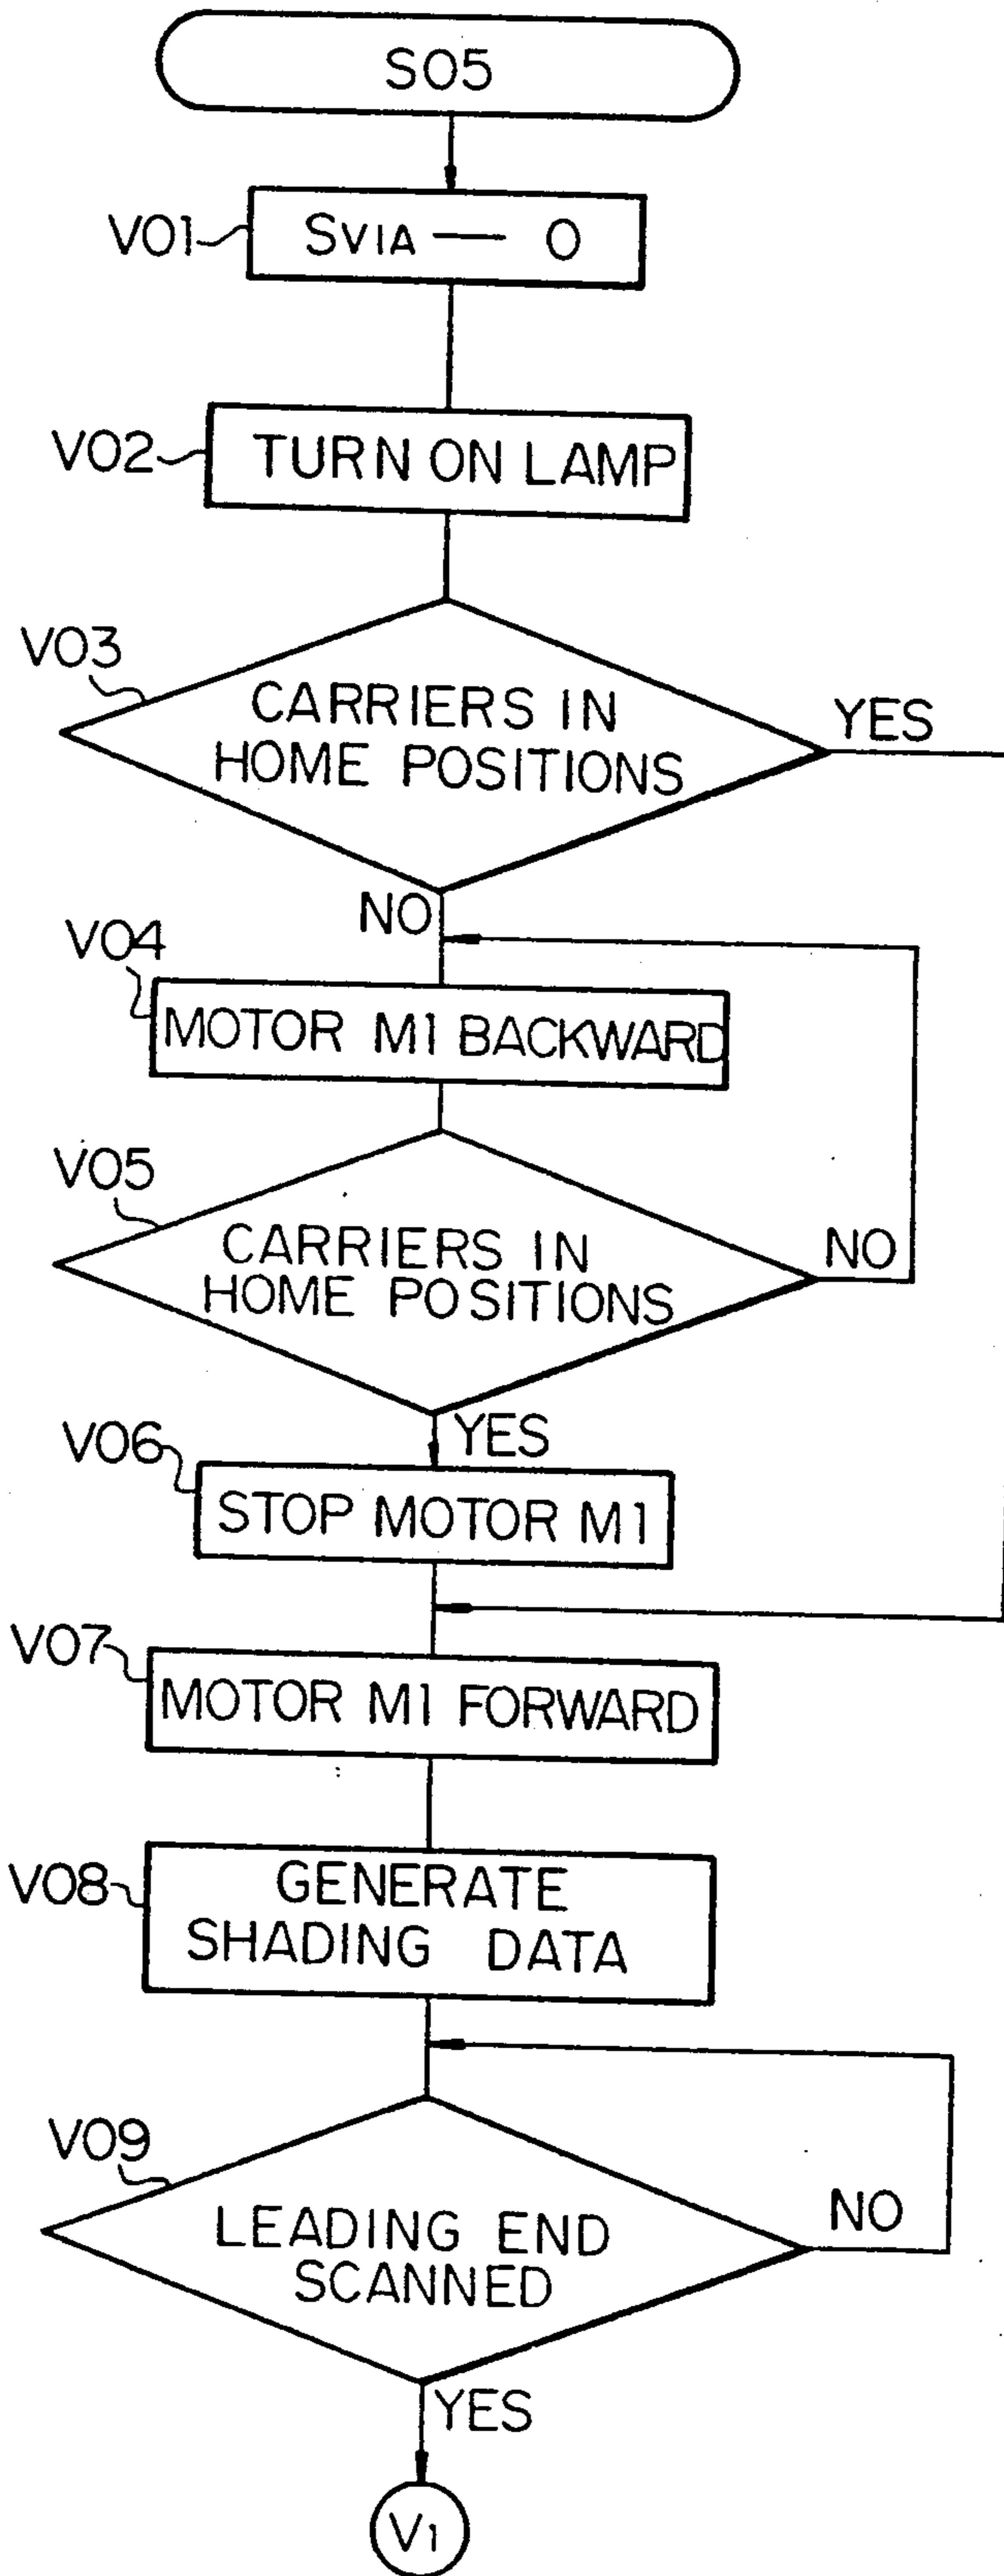 S05
V01
SVIA — 0
V02
TURN ON LAMP
V03
CARRIERS IN
HOME POSITIONS
YES
NO
V04
MOTOR M1 BACKWARD
V05
CARRIERS IN
HOME POSITIONS
NO
YES
V06
STOP MOTOR M1
V07
MOTOR M1 FORWARD
V08
GENERATE
SHADING DATA
V09
LEADING END
SCANNED
NO
YES
V1